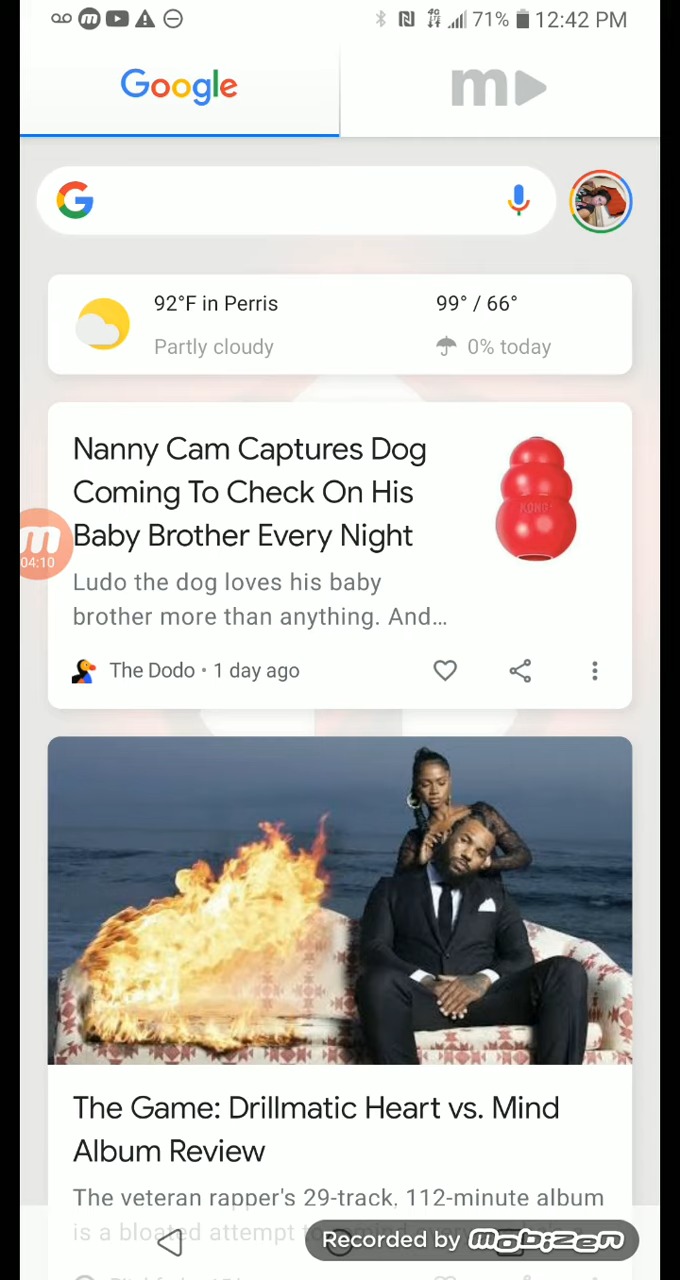 71% 12:42 PM
Google
m
92°F in Perris
99° / 66°
Partly cloudy
0% today
Nanny Cam Captures Dog
Coming To Check On His
Baby Brother Every Night
KONG
m
04:10
Ludo the dog loves his baby
brother more than anything. And...
The Dodo · 1 day ago
The Game: Drillmatic Heart vs. Mind
Album Review
The veteran rapper's 29-track, 112-minute album
is a bloated attempt
Recorded by mobizen